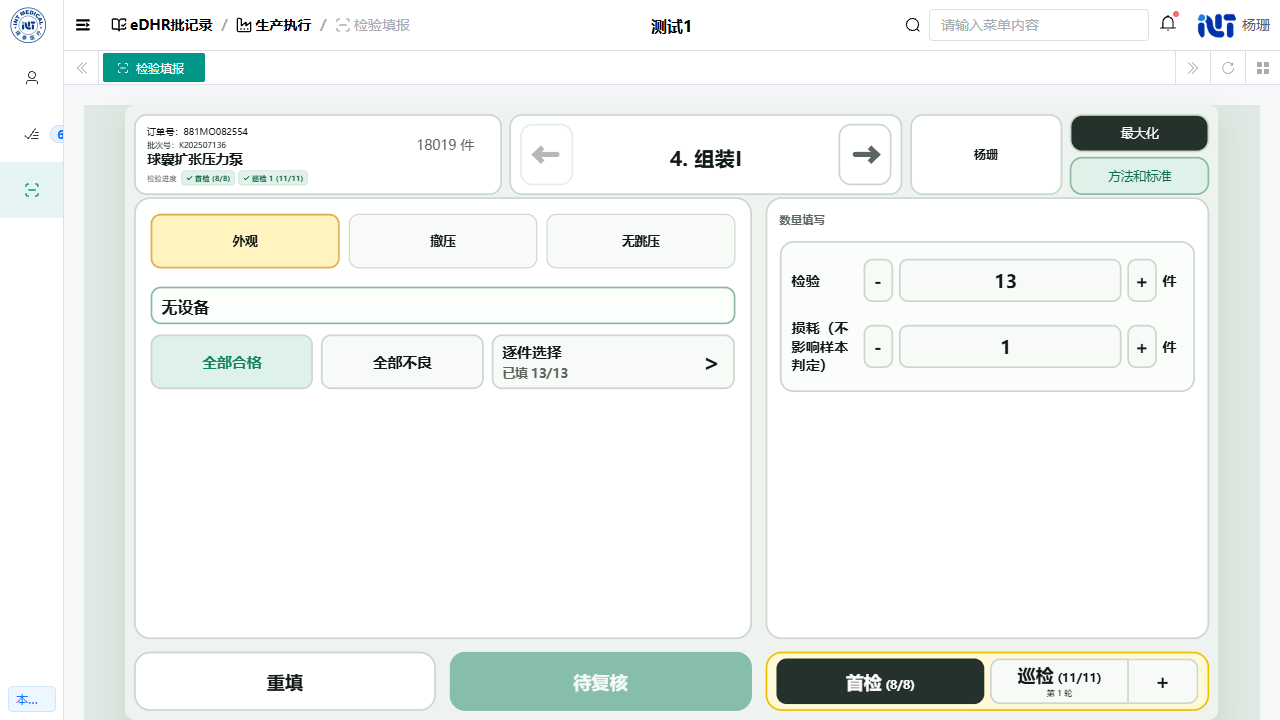 eDHR批记录 / 生产执行 / 检验填报
测试1
请输入菜单内容
杨珊
检验填报
订单号：881MO082554
批次号：K202507136
球囊扩张压力泵
18019 件
检验进度 ✓ 首检 (8/8) ✓ 巡检 1 (11/11)
4. 组装Ⅰ
杨珊
最大化
方法和标准
外观
撤压
无跳压
无设备
全部合格
全部不良
逐件选择
已填 13/13
>
数量填写
检验
-
13
+
件
损耗（不
影响样本
判定）
-
1
+
件
重填
待复核
首检 (8/8)
巡检 (11/11)
第 1 轮
+
本...